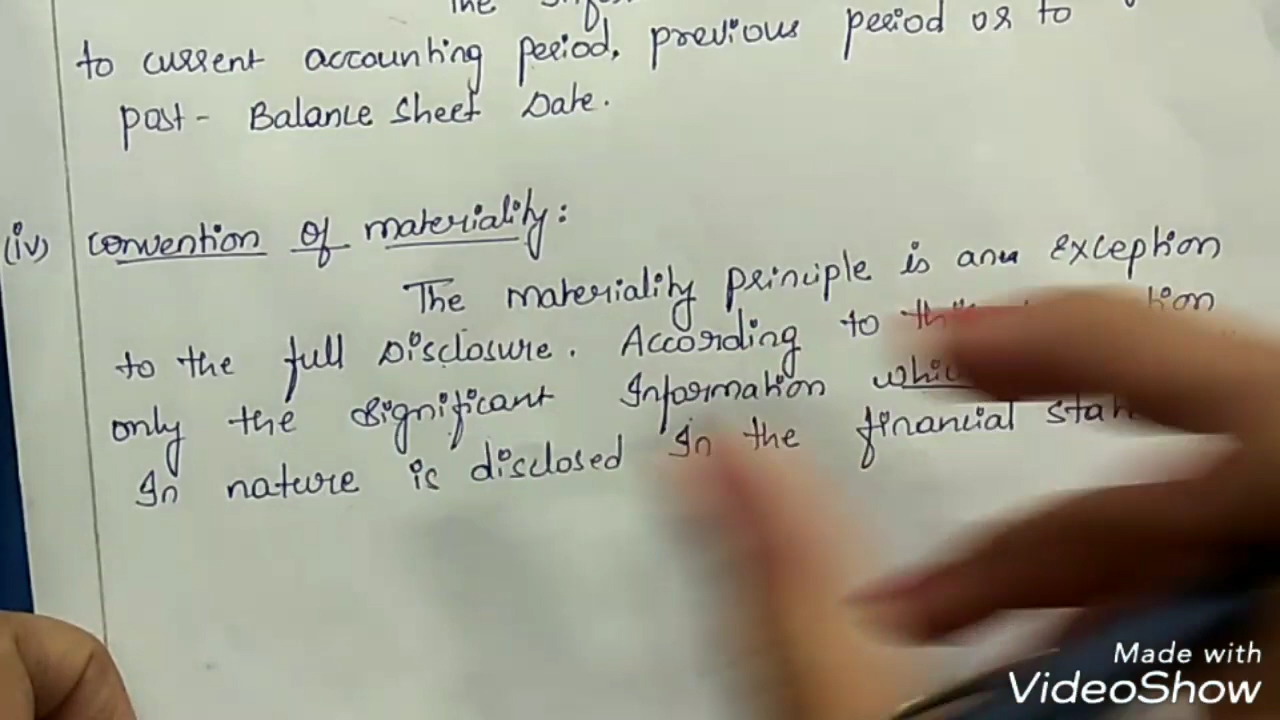 The
to current accounting period, previous period or to
post - Balance Sheet Date.
(iv) convention of materiality:
The materiality principle is an exception
to the full Disclosure. According to
only the significant Information
In nature is disclosed In the financial
Made with
VideoShow